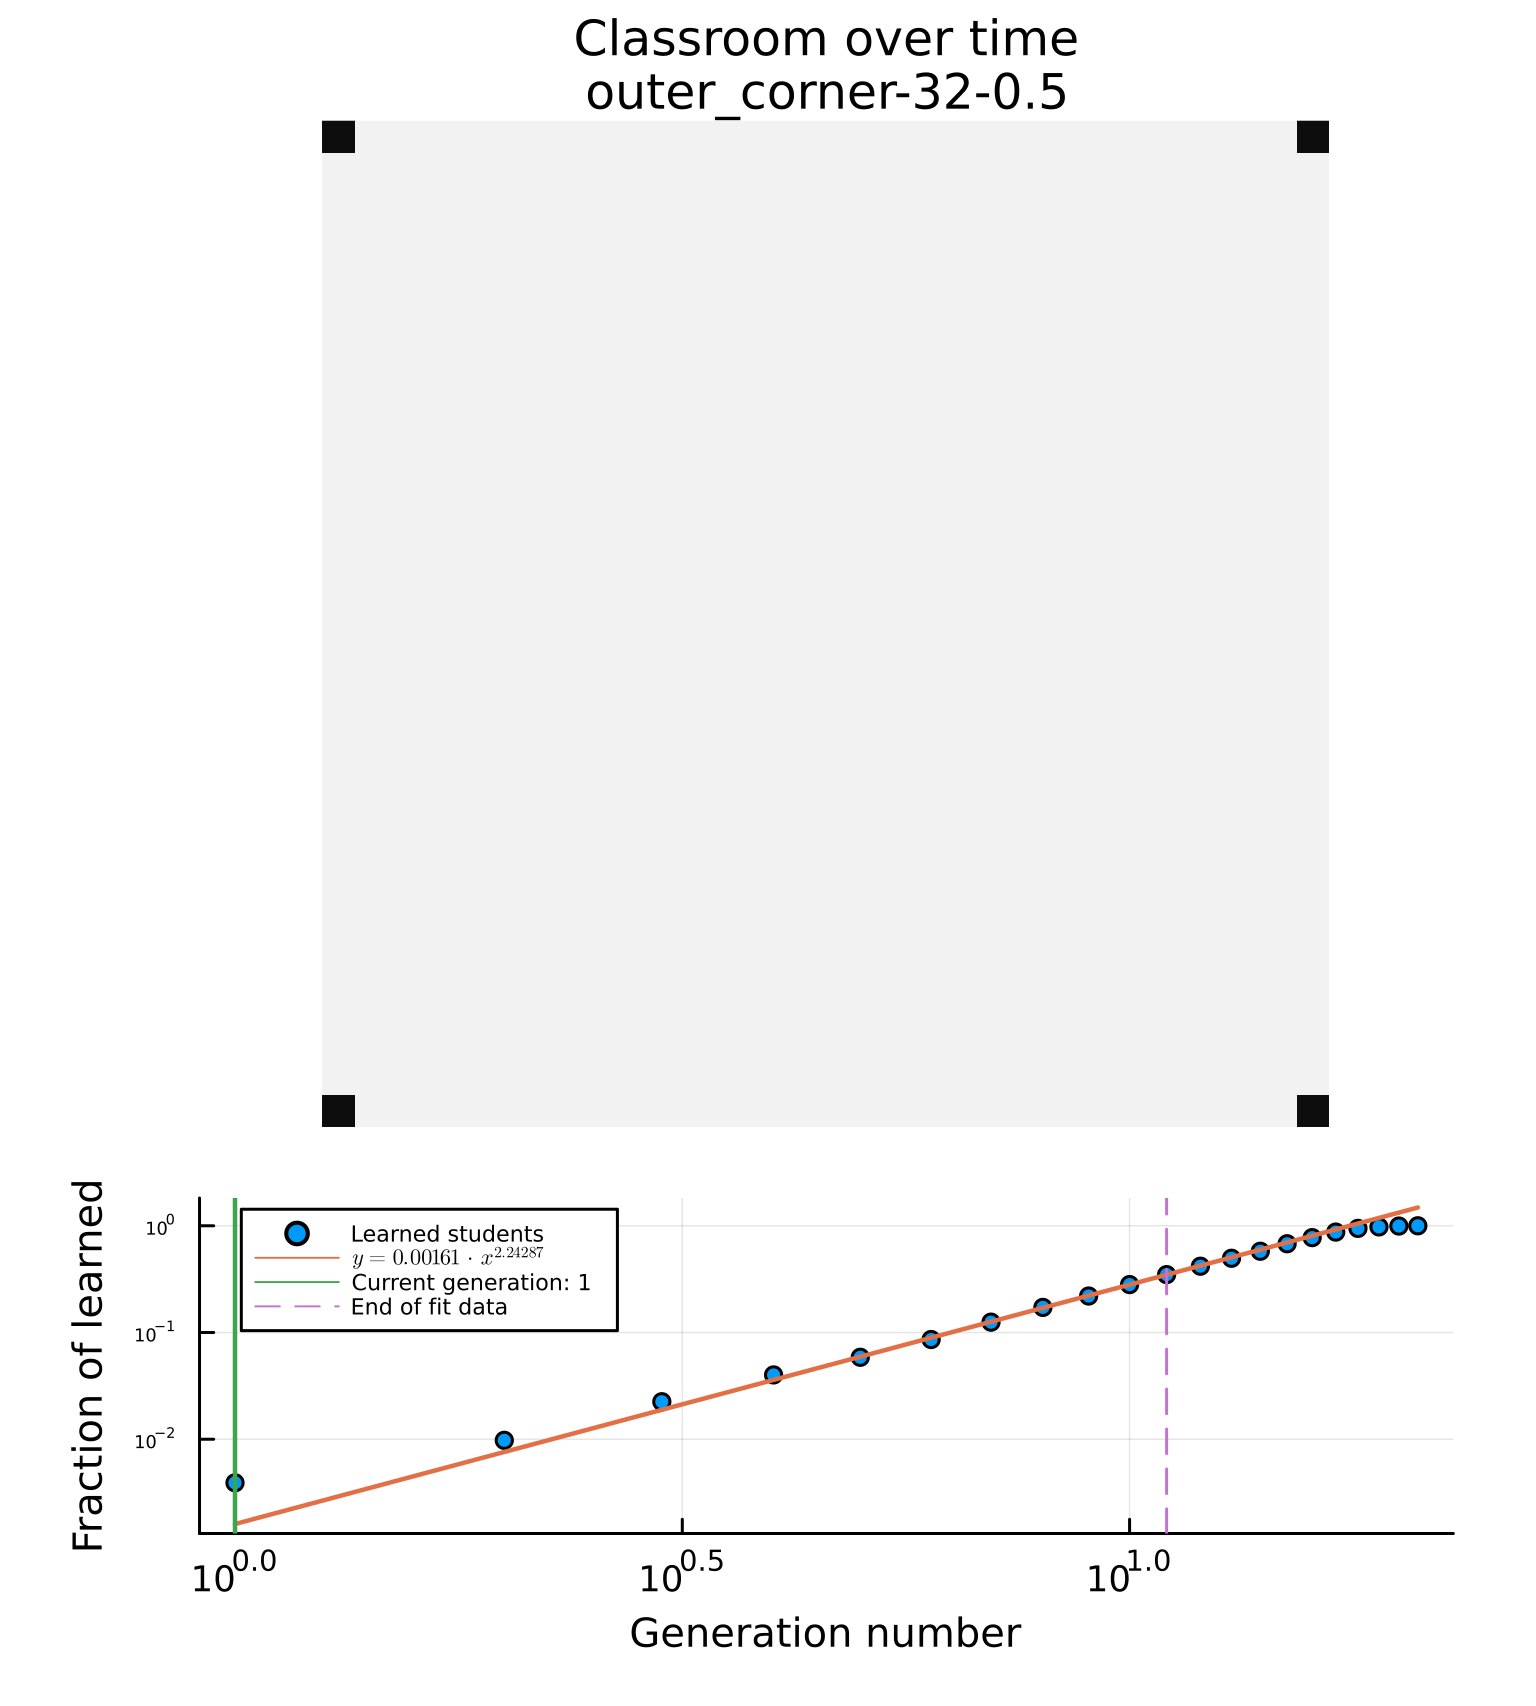 Classroom over time
outer_corner-32-0.5
Fraction of learned
10^0
10^−1
10^−2
Learned students
y = 0.00161 · x^2.24287
Current generation: 1
End of fit data
10^0.0
10^0.5
10^1.0
Generation number